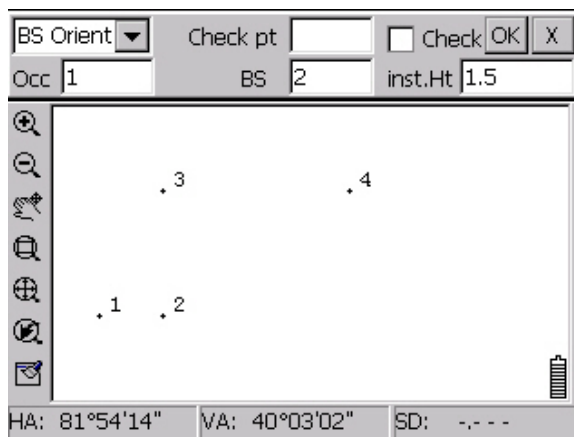 BS Orient Check pt Check OK X
Occ 1 BS 2 inst.Ht 1.5
3 4
1 2
HA: 81°54'14" VA: 40°03'02" SD: -,- - -